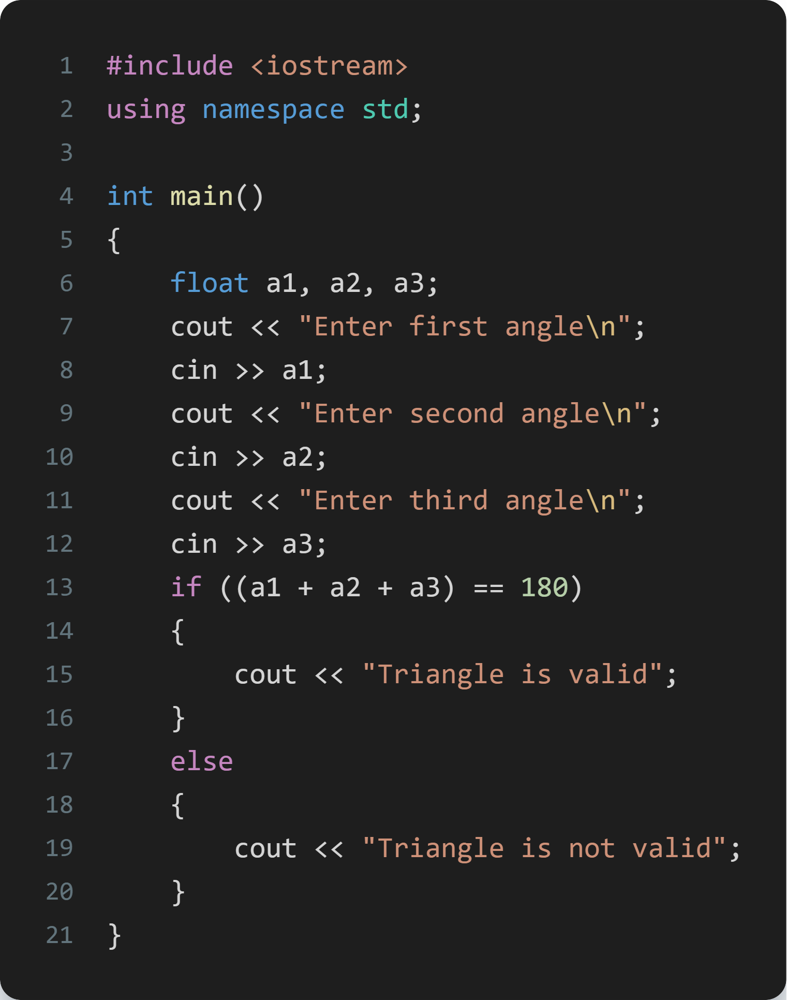 1 #include <iostream>
2 using namespace std;
3
4 int main()
5 {
6     float a1, a2, a3;
7     cout << "Enter first angle\n";
8     cin >> a1;
9     cout << "Enter second angle\n";
10     cin >> a2;
11     cout << "Enter third angle\n";
12     cin >> a3;
13     if ((a1 + a2 + a3) == 180)
14     {
15         cout << "Triangle is valid";
16     }
17     else
18     {
19         cout << "Triangle is not valid";
20     }
21 }